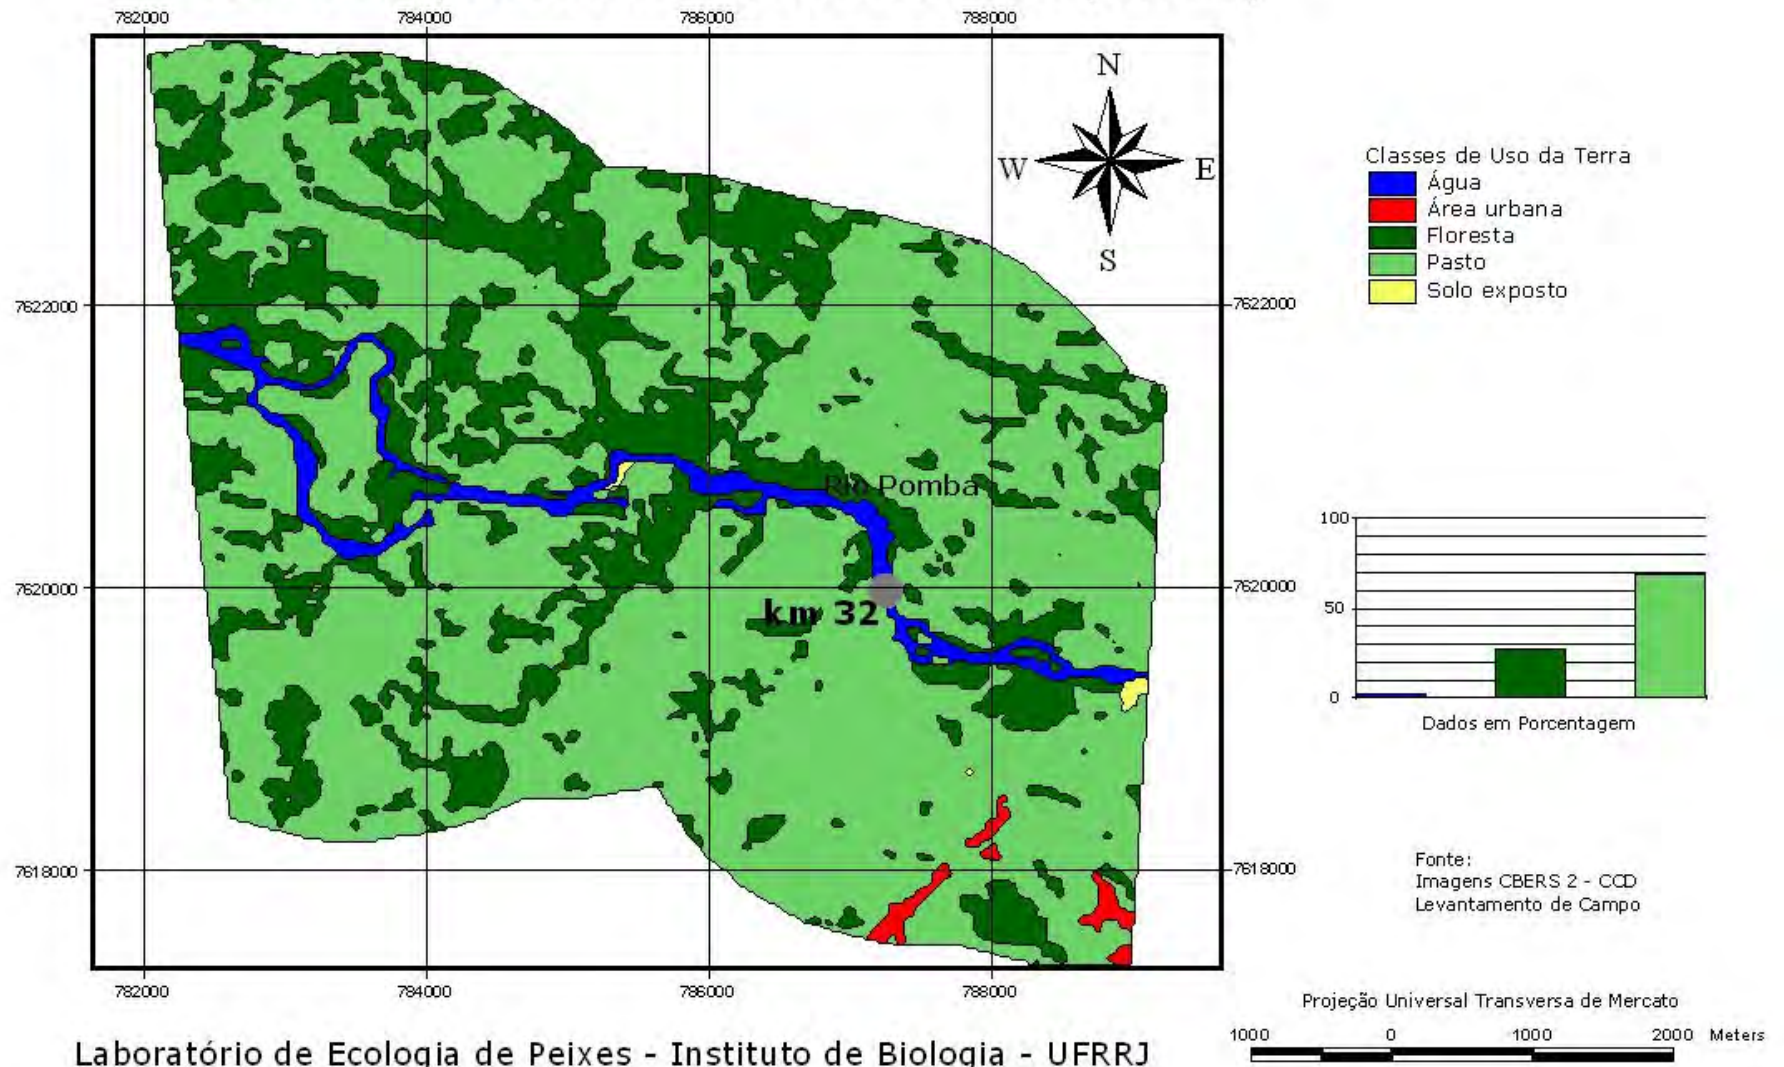 782000 784000 786000 788000
N
W E
S
Classes de Uso da Terra
Água
Área urbana
Floresta
Pasto
Solo exposto
7622000 7622000
Rio Pomba
100
50
0
Dados em Porcentagem
7620000 7620000
km 32
7618000 7618000
Fonte:
Imagens CBERS 2 - CCD
Levantamento de Campo
782000 784000 786000 788000
Projeção Universal Transversa de Mercato
1000 0 1000 2000 Meters
Laboratório de Ecologia de Peixes - Instituto de Biologia - UFRRJ